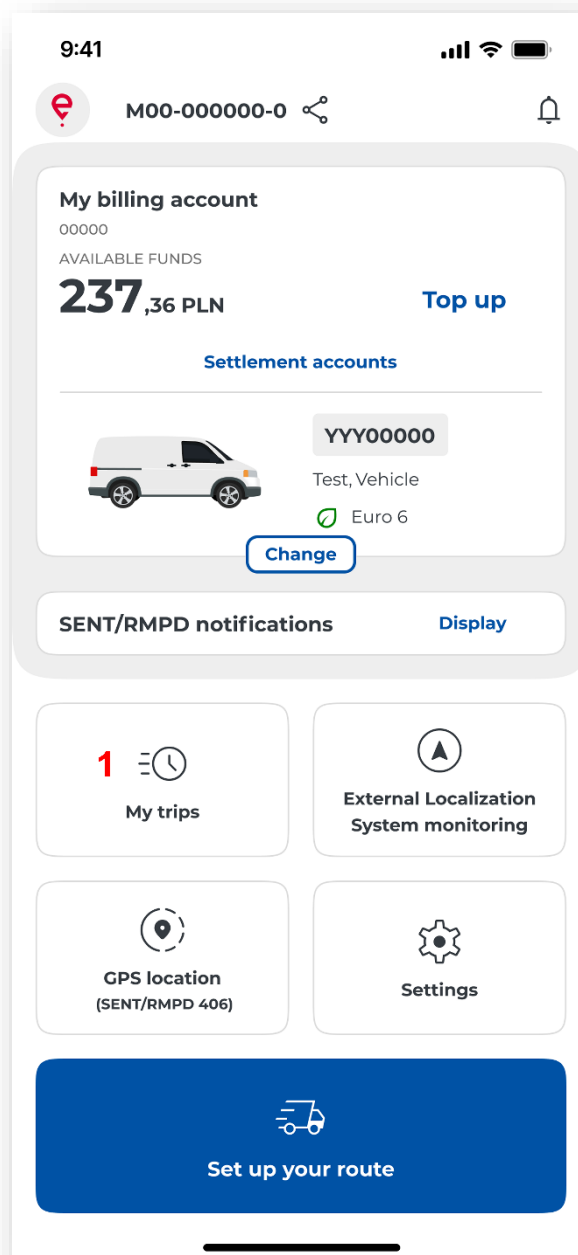 9:41
M00-000000-0
My billing account
00000
AVAILABLE FUNDS
237,36 PLN
Top up
Settlement accounts
YYY00000
Test, Vehicle
Euro 6
Change
SENT/RMPD notifications
Display
1
My trips
External Localization
System monitoring
GPS location
(SENT/RMPD 406)
Settings
Set up your route